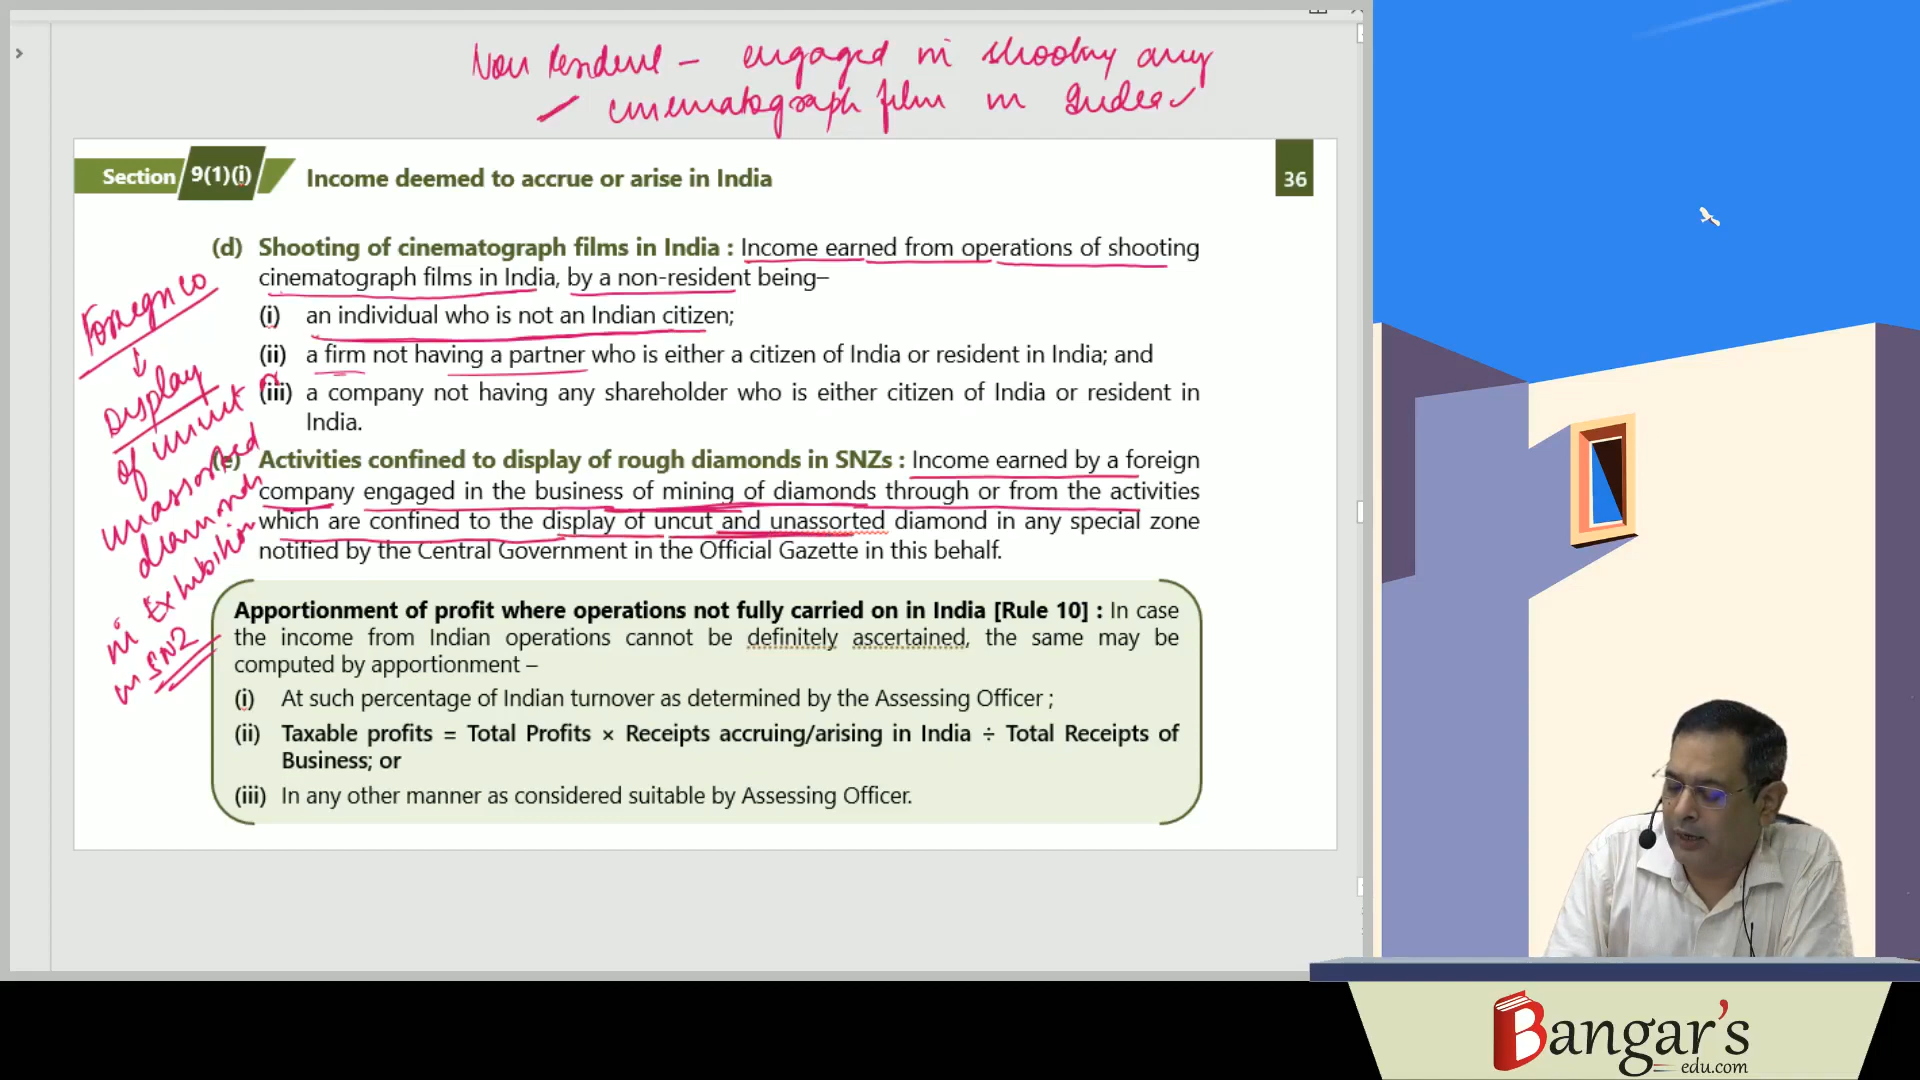 Non Resident - engaged in shooting any
cinematograph film in India
Section 9(1)(i) Income deemed to accrue or arise in India
36
(d) Shooting of cinematograph films in India : Income earned from operations of shooting
cinematograph films in India, by a non-resident being–
(i) an individual who is not an Indian citizen;
(ii) a firm not having a partner who is either a citizen of India or resident in India; and
or
(iii) a company not having any shareholder who is either citizen of India or resident in
India.
(e) Activities confined to display of rough diamonds in SNZs : Income earned by a foreign
company engaged in the business of mining of diamonds through or from the activities
which are confined to the display of uncut and unassorted diamond in any special zone
notified by the Central Government in the Official Gazette in this behalf.
Foreign co
Display
of uncut
unassorted
diamonds
in Exhibition
in SNZ
Apportionment of profit where operations not fully carried on in India [Rule 10] : In case
the income from Indian operations cannot be definitely ascertained, the same may be
computed by apportionment –
(i) At such percentage of Indian turnover as determined by the Assessing Officer ;
(ii) Taxable profits = Total Profits × Receipts accruing/arising in India ÷ Total Receipts of
Business; or
(iii) In any other manner as considered suitable by Assessing Officer.
Bangar's
edu.com